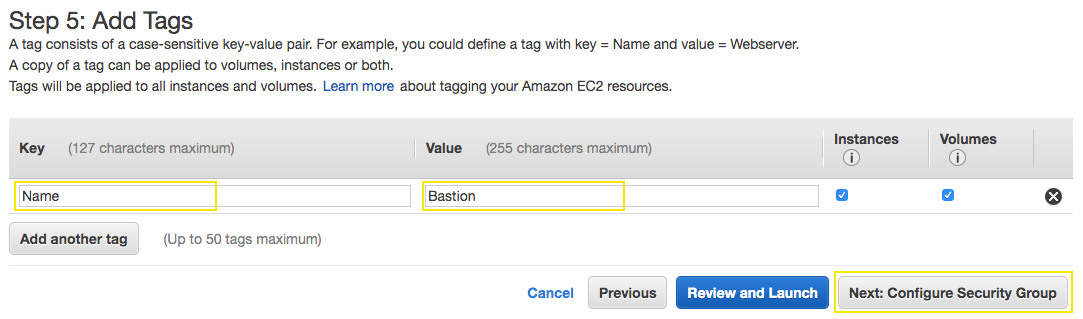 Step 5: Add Tags
A tag consists of a case-sensitive key-value pair. For example, you could define a tag with key = Name and value = Webserver.
A copy of a tag can be applied to volumes, instances or both.
Tags will be applied to all instances and volumes. Learn more about tagging your Amazon EC2 resources.
Key (127 characters maximum) Value (255 characters maximum) Instances Volumes
Name Bastion
Add another tag (Up to 50 tags maximum)
Cancel Previous Review and Launch Next: Configure Security Group